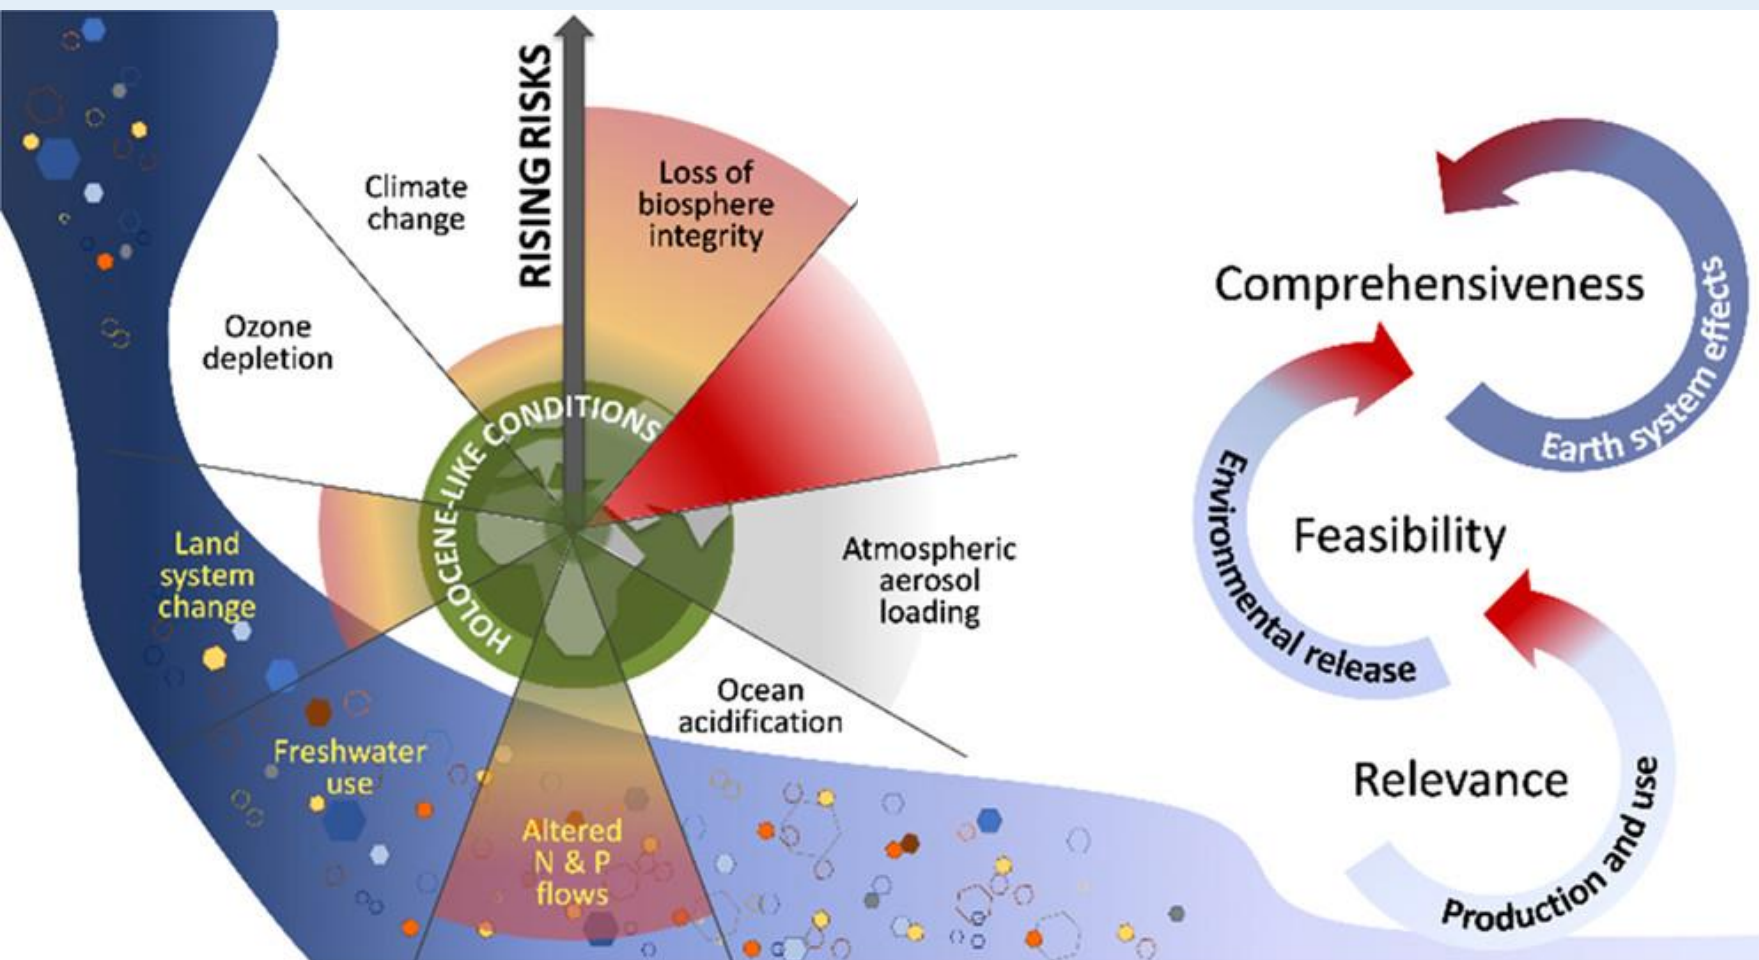 RISING RISKS
Climate
change
Loss of
biosphere
integrity
Ozone
depletion
HOLOCENE-LIKE CONDITIONS
Land
system
change
Atmospheric
aerosol
loading
Ocean
acidification
Freshwater
use
Altered
N & P
flows
Comprehensiveness
Earth system effects
Environmental release
Feasibility
Relevance
Production and use